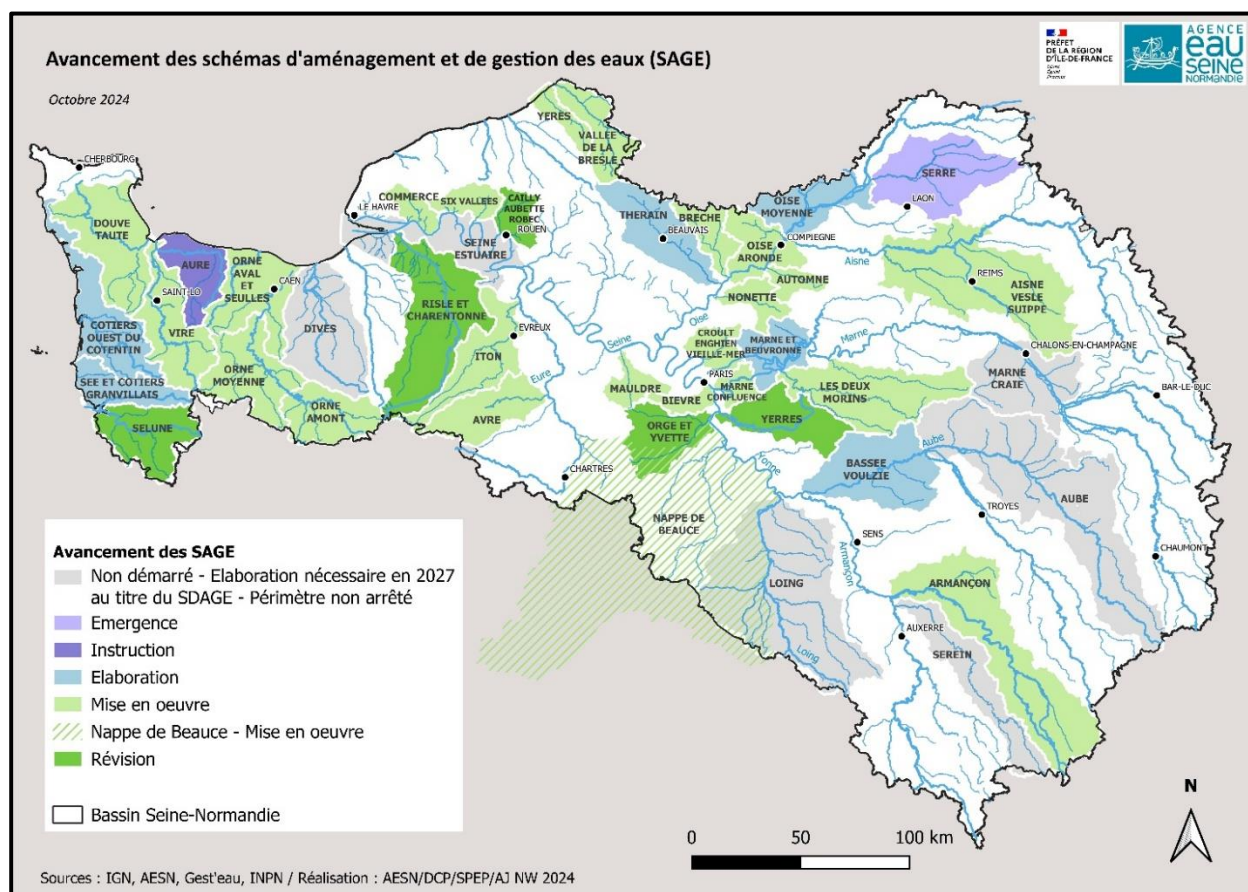 Avancement des schémas d'aménagement et de gestion des eaux (SAGE)
Octobre 2024
PRÉFET
DE LA RÉGION
D'ÎLE-DE-FRANCE
Liberté
Égalité
Fraternité
AGENCE
eau
SEINE
NORMANDIE
YERES
VALLÉE
DE LA
BRESLE
CHERBOURG
SERRE
LAON
OISE
MOYENNE
COMMERCE
SIX VALLÉES
CAILLY
AUBETTE
ROBEC
ROUEN
LE HAVRE
SEINE
ESTUAIRE
THERAIN
BEAUVAIS
BRECHE
OISE
ARONDE
COMPIEGNE
Aisne
DOUVE
TAUTE
AURE
ORNE
AVAL
ET
SEULLES
CAEN
SAINT-LO
REIMS
AISNE
VESLE
SUIPPE
AUTOMNE
NONETTE
RISLE ET
CHARENTONNE
DIVES
VIRE
COTIERS
OUEST DU
COTENTIN
EVREUX
ITON
Oise
Seine
CROULT
ENGHIEN
VIEILLE-MER
MARNE ET
BEUVRONNE
Marne
CHALONS-EN-CHAMPAGNE
MARNE
CRAIE
BAR-LE-DUC
SEE ET COTIERS
GRANVILLAIS
ORNE
MOYENNE
ORNE
AMONT
Eure
AVRE
MAULDRE
PARIS
BIEVRE
MARNE
CONFLUENCE
LES DEUX
MORINS
SELUNE
ORGE ET
YVETTE
YERRES
Aube
BASSEE
VOULZIE
AUBE
CHARTRES
Yonne
NAPPE DE
BEAUCE
TROYES
SENS
CHAUMONT
LOING
Armançon
ARMANÇON
AUXERRE
SEREIN
Loing
Avancement des SAGE
Non démarré - Elaboration nécessaire en 2027
au titre du SDAGE - Périmètre non arrêté
Emergence
Instruction
Elaboration
Mise en oeuvre
Nappe de Beauce - Mise en oeuvre
Révision
Bassin Seine-Normandie
N
0 50 100 km
Sources : IGN, AESN, Gest'eau, INPN / Réalisation : AESN/DCP/SPEP/AJ NW 2024